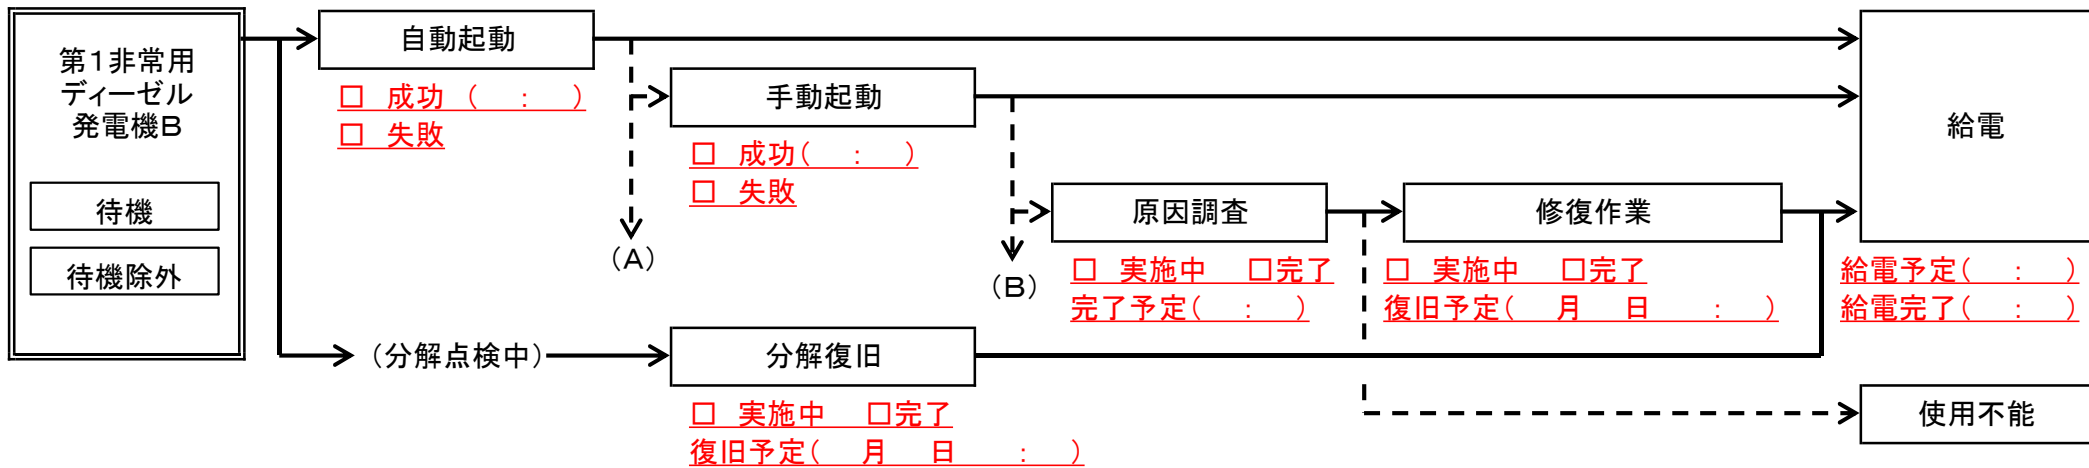 第1非常用
ディーゼル
発電機B
待機
待機除外
自動起動
□ 成功 ( : )
□ 失敗
(A)
手動起動
□ 成功( : )
□ 失敗
(B)
原因調査
□ 実施中 □完了
完了予定( : )
修復作業
□ 実施中 □完了
復旧予定( 月 日 : )
給電
給電予定( : )
給電完了( : )
(分解点検中)
分解復旧
□ 実施中 □完了
復旧予定( 月 日 : )
使用不能